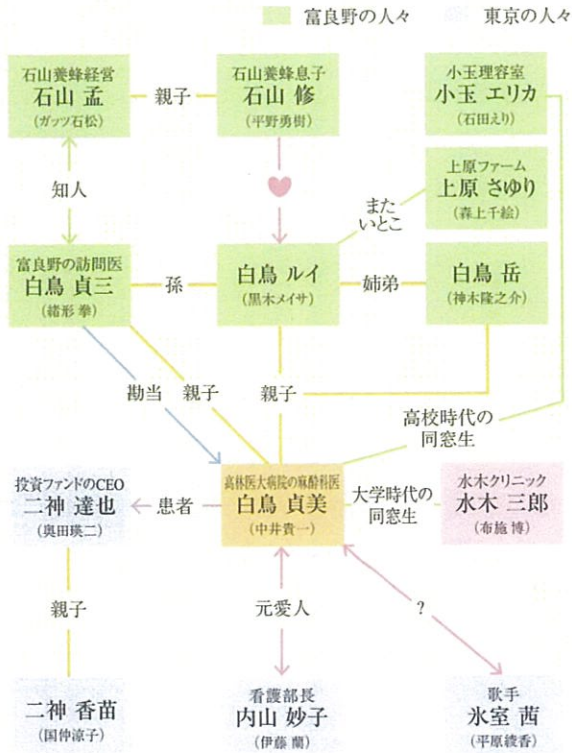 富良野の人々 東京の人々
石山養蜂経営
石山 孟
(ガッツ石松)
親子
石山養蜂息子
石山 修
(平野勇樹)
小玉理容室
小玉 エリカ
(石田えり)
知人
また
いとこ
上原ファーム
上原 さゆり
(森上千絵)
富良野の訪問医
白鳥 貞三
(緒形 拳)
孫
白鳥 ルイ
(黒木メイサ)
姉弟
白鳥 岳
(神木隆之介)
勘当
親子
親子
高校時代の
同窓生
投資ファンドのCEO
二神 達也
(奥田瑛二)
患者
高林医大病院の麻酔科医
白鳥 貞美
(中井貴一)
大学時代の
同窓生
水木クリニック
水木 三郎
(布施 博)
親子
元愛人
?
二神 香苗
(国仲涼子)
看護部長
内山 妙子
(伊藤 蘭)
歌手
氷室 茜
(平原綾香)